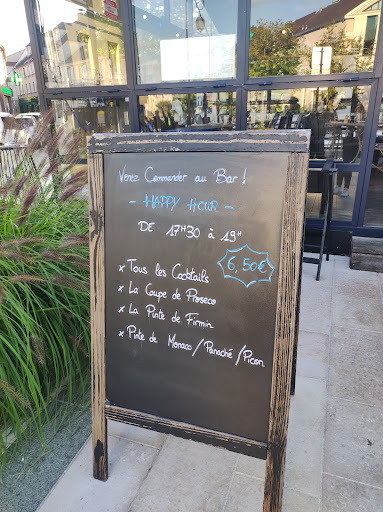 Venez Commander au Bar !
- HAPPY HOUR -
DE 17H30 à 19H
6,50€
x Tous les Cocktails
x La Coupe de Proseco
x La Pinte de Firmin
x Pinte de Monaco/Panaché/Picon